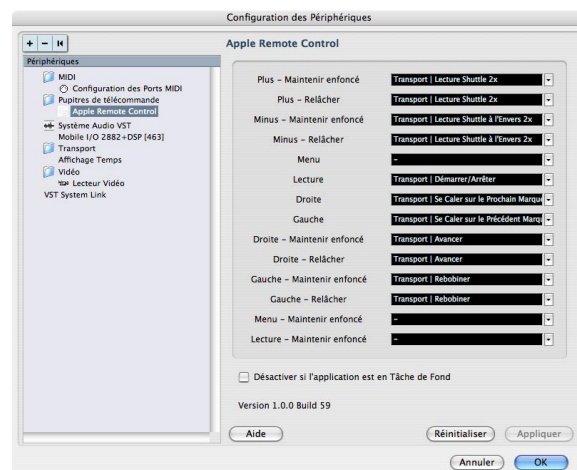 Configuration des Périphériques
Périphériques
MIDI
Configuration des Ports MIDI
Pupitres de télécommande
Apple Remote Control
Système Audio VST
Mobile I/O 2882+DSP [463]
Transport
Affichage Temps
Vidéo
Lecteur Vidéo
VST System Link
Apple Remote Control
Plus – Maintenir enfoncé Transport | Lecture Shuttle 2x
Plus – Relâcher Transport | Lecture Shuttle 2x
Minus – Maintenir enfoncé Transport | Lecture Shuttle à l'Envers 2x
Minus – Relâcher Transport | Lecture Shuttle à l'Envers 2x
Menu –
Lecture Transport | Démarrer/Arrêter
Droite Transport | Se Caler sur le Prochain Marque
Gauche Transport | Se Caler sur le Précédent Marq
Droite – Maintenir enfoncé Transport | Avancer
Droite – Relâcher Transport | Avancer
Gauche – Maintenir enfoncé Transport | Rebobiner
Gauche – Relâcher Transport | Rebobiner
Menu – Maintenir enfoncé –
Lecture – Maintenir enfoncé –
Désactiver si l'application est en Tâche de Fond
Version 1.0.0 Build 59
Aide Réinitialiser Appliquer
Annuler OK